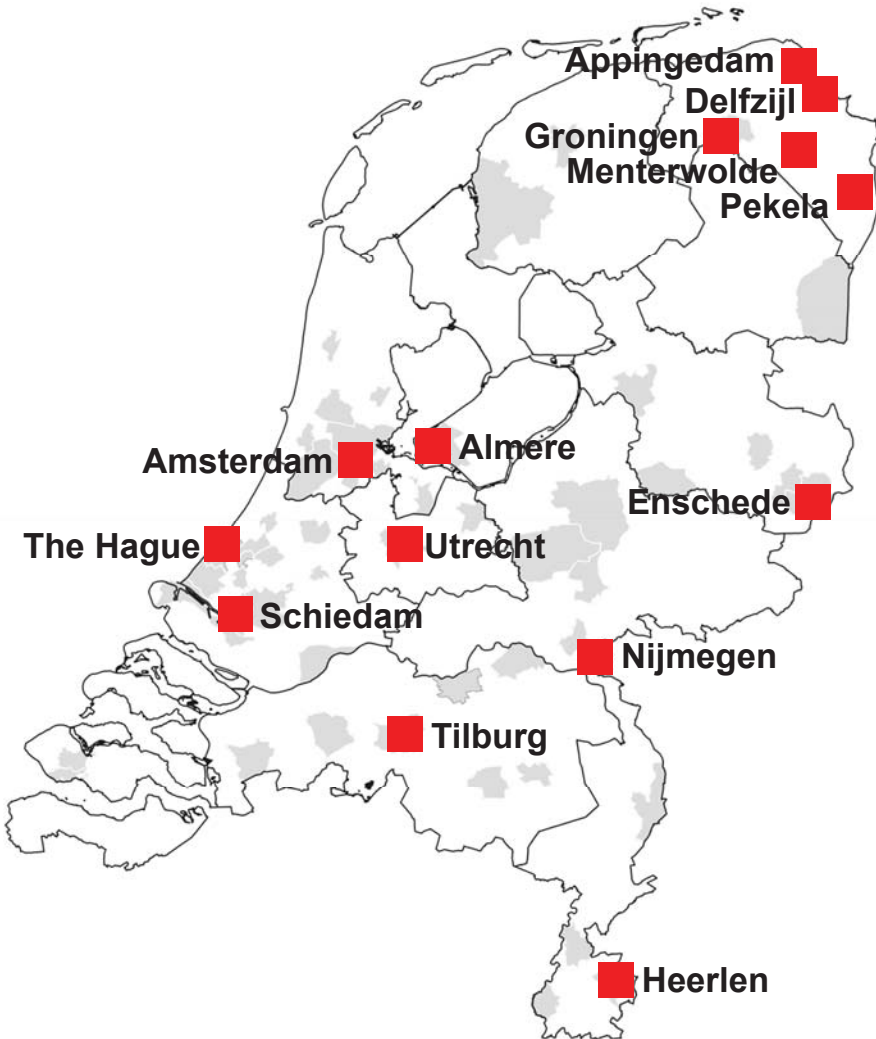 Appingedam
Delfzijl
Groningen
Menterwolde
Pekela
Amsterdam
Almere
Enschede
The Hague
Utrecht
Schiedam
Nijmegen
Tilburg
Heerlen